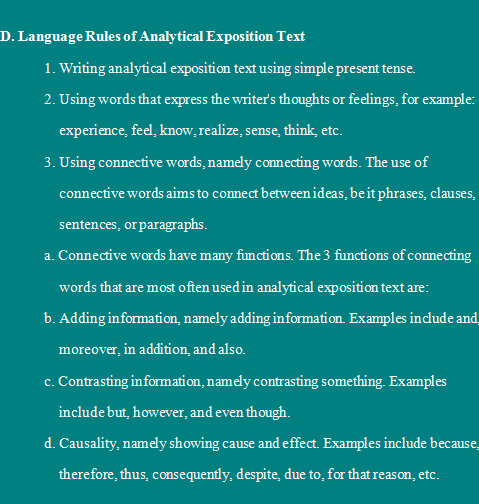 D. Language Rules of Analytical Exposition Text
1. Writing analytical exposition text using simple present tense.
2. Using words that express the writer's thoughts or feelings, for example:
experience, feel, know, realize, sense, think, etc.
3. Using connective words, namely connecting words. The use of
connective words aims to connect between ideas, be it phrases, clauses,
sentences, or paragraphs.
a. Connective words have many functions. The 3 functions of connecting
words that are most often used in analytical exposition text are:
b. Adding information, namely adding information. Examples include and,
moreover, in addition, and also.
c. Contrasting information, namely contrasting something. Examples
include but, however, and even though.
d. Causality, namely showing cause and effect. Examples include because,
therefore, thus, consequently, despite, due to, for that reason, etc.